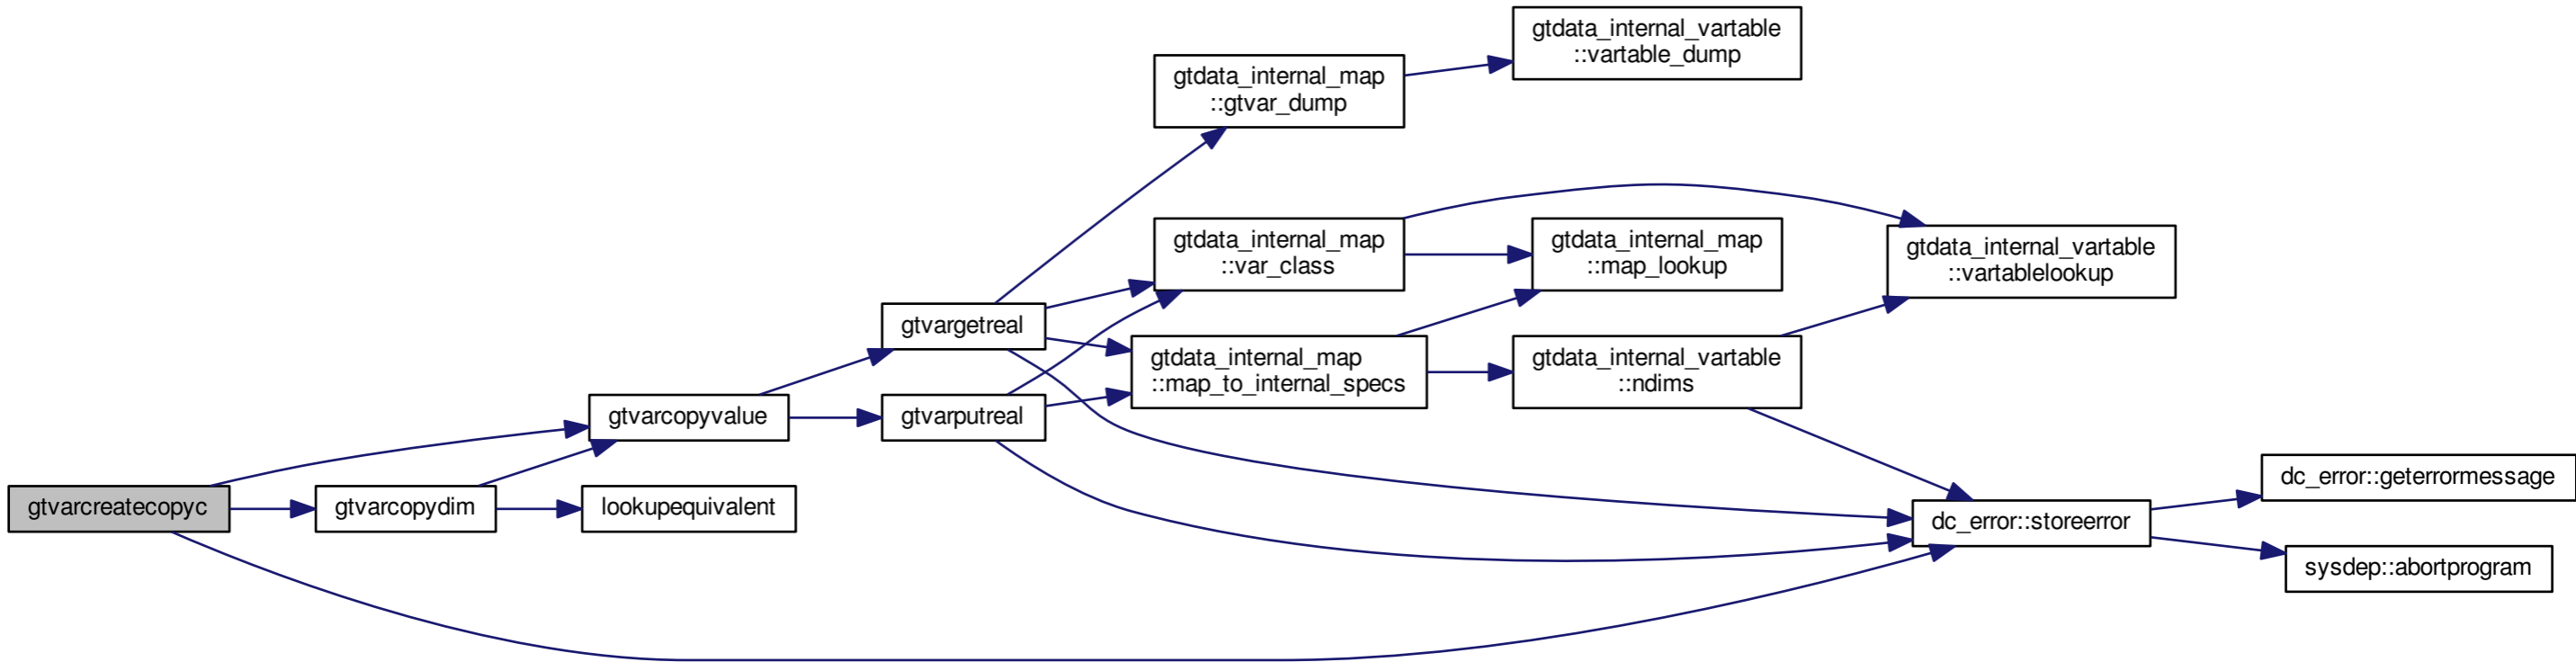 gtvarcreatecopyc
gtvarcopydim
lookupequivalent
gtvarcopyvalue
gtvargetreal
gtvarputreal
gtdata_internal_map
::gtvar_dump
gtdata_internal_vartable
::vartable_dump
gtdata_internal_map
::var_class
gtdata_internal_map
::map_lookup
gtdata_internal_vartable
::vartablelookup
gtdata_internal_map
::map_to_internal_specs
gtdata_internal_vartable
::ndims
dc_error::storeerror
dc_error::geterrormessage
sysdep::abortprogram